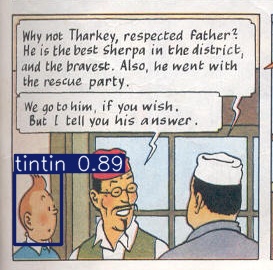 Why not Tharkey, respected father?
He is the best Sherpa in the district,
and the bravest. Also, he went with
the rescue party.
We go to him, if you wish.
But I tell you his answer.
tintin 0.89